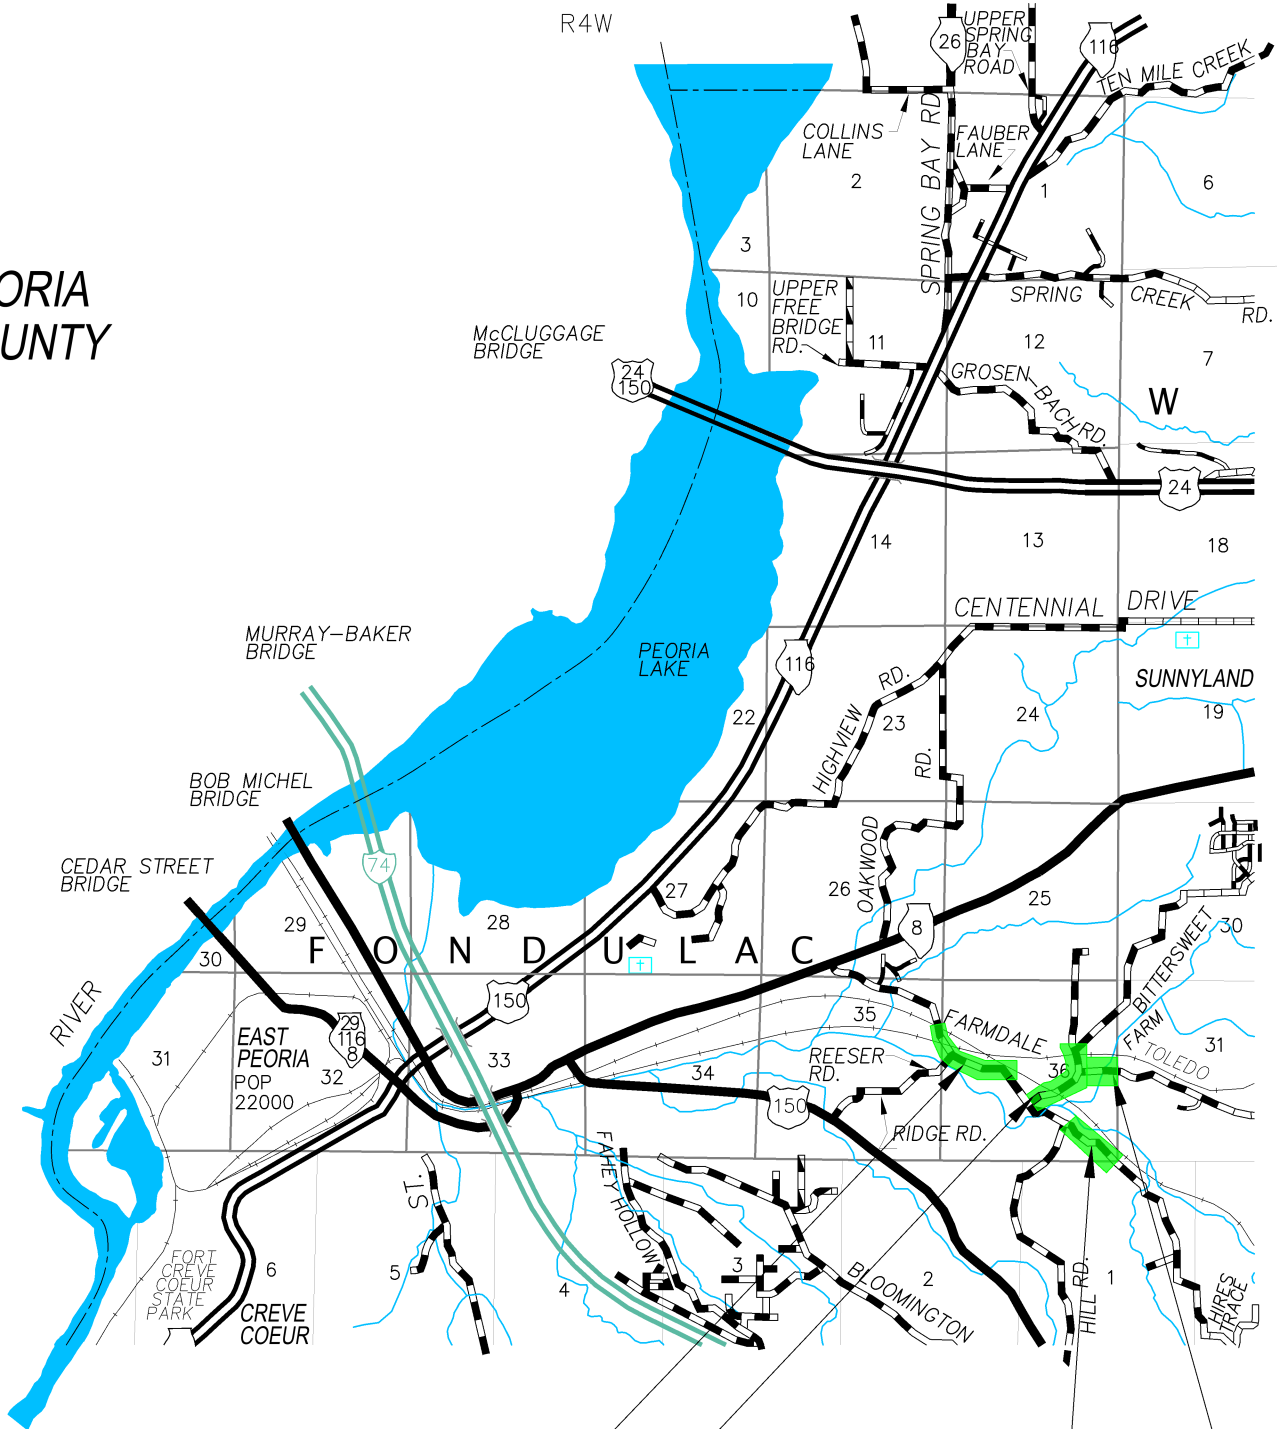 R4W
26
UPPER
SPRING
BAY
ROAD
116
TEN MILE CREEK
COLLINS
LANE
SPRING BAY RD
FAUBER
LANE
2
1
6
3
ORIA
UNTY
10
UPPER
FREE
BRIDGE
RD.
SPRING CREEK RD.
McCLUGGAGE
BRIDGE
11
12
7
24
150
GROSEN-BACH RD.
W
24
14
13
18
CENTENNIAL DRIVE
MURRAY-BAKER
BRIDGE
PEORIA
LAKE
116
SUNNYLAND
HIGHVIEW RD.
22
23
24
19
RD.
BOB MICHEL
BRIDGE
74
CEDAR STREET
BRIDGE
OAKWOOD
27
26
25
29
28
8
30
BITTERSWEET
30
FONDULAC
RIVER
150
29
116
8
EAST
PEORIA
POP
22000
31
32
33
34
35
FARMDALE
FARM
TOLEDO
31
REESER
RD.
36
150
RIDGE RD.
ST.
FAHEY HOLLOW
FORT
CREVE
COEUR
STATE
PARK
6
5
4
3
2
1
BLOOMINGTON
HILL RD.
HIRES
TRACE
CREVE
COEUR